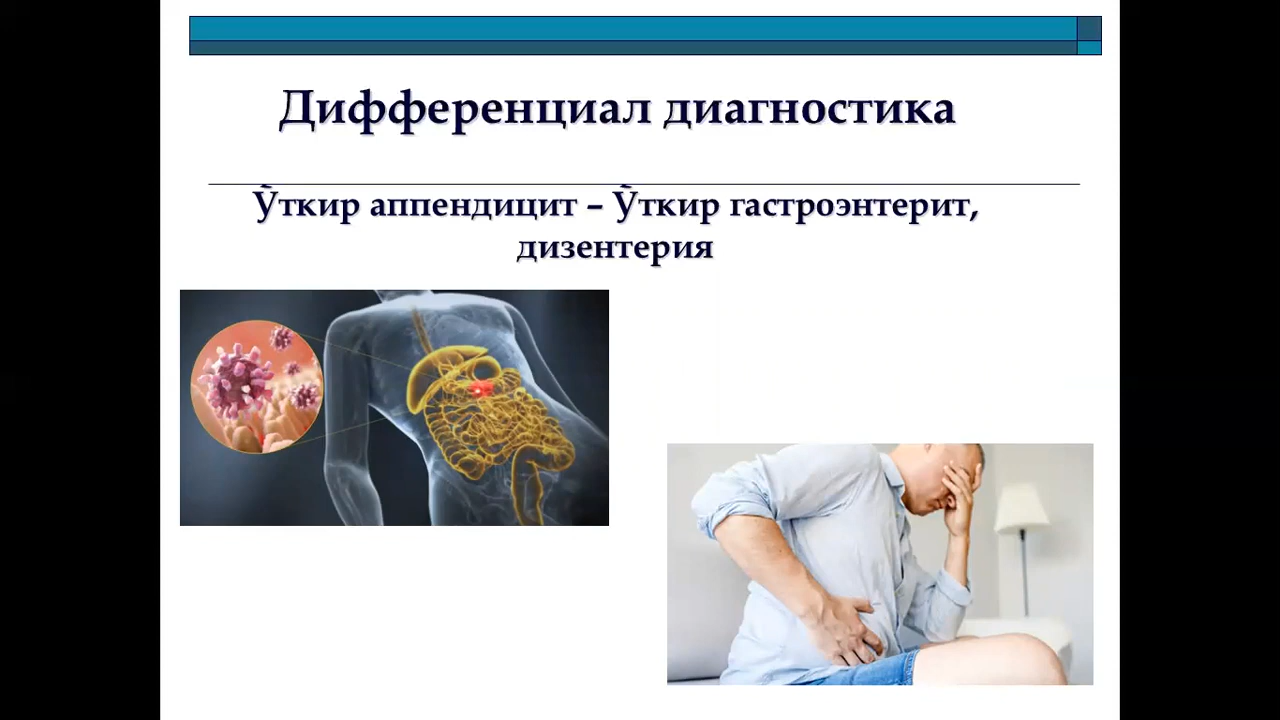 Дифференциал диагностика
Ўткир аппендицит – Ўткир гастроэнтерит,
дизентерия